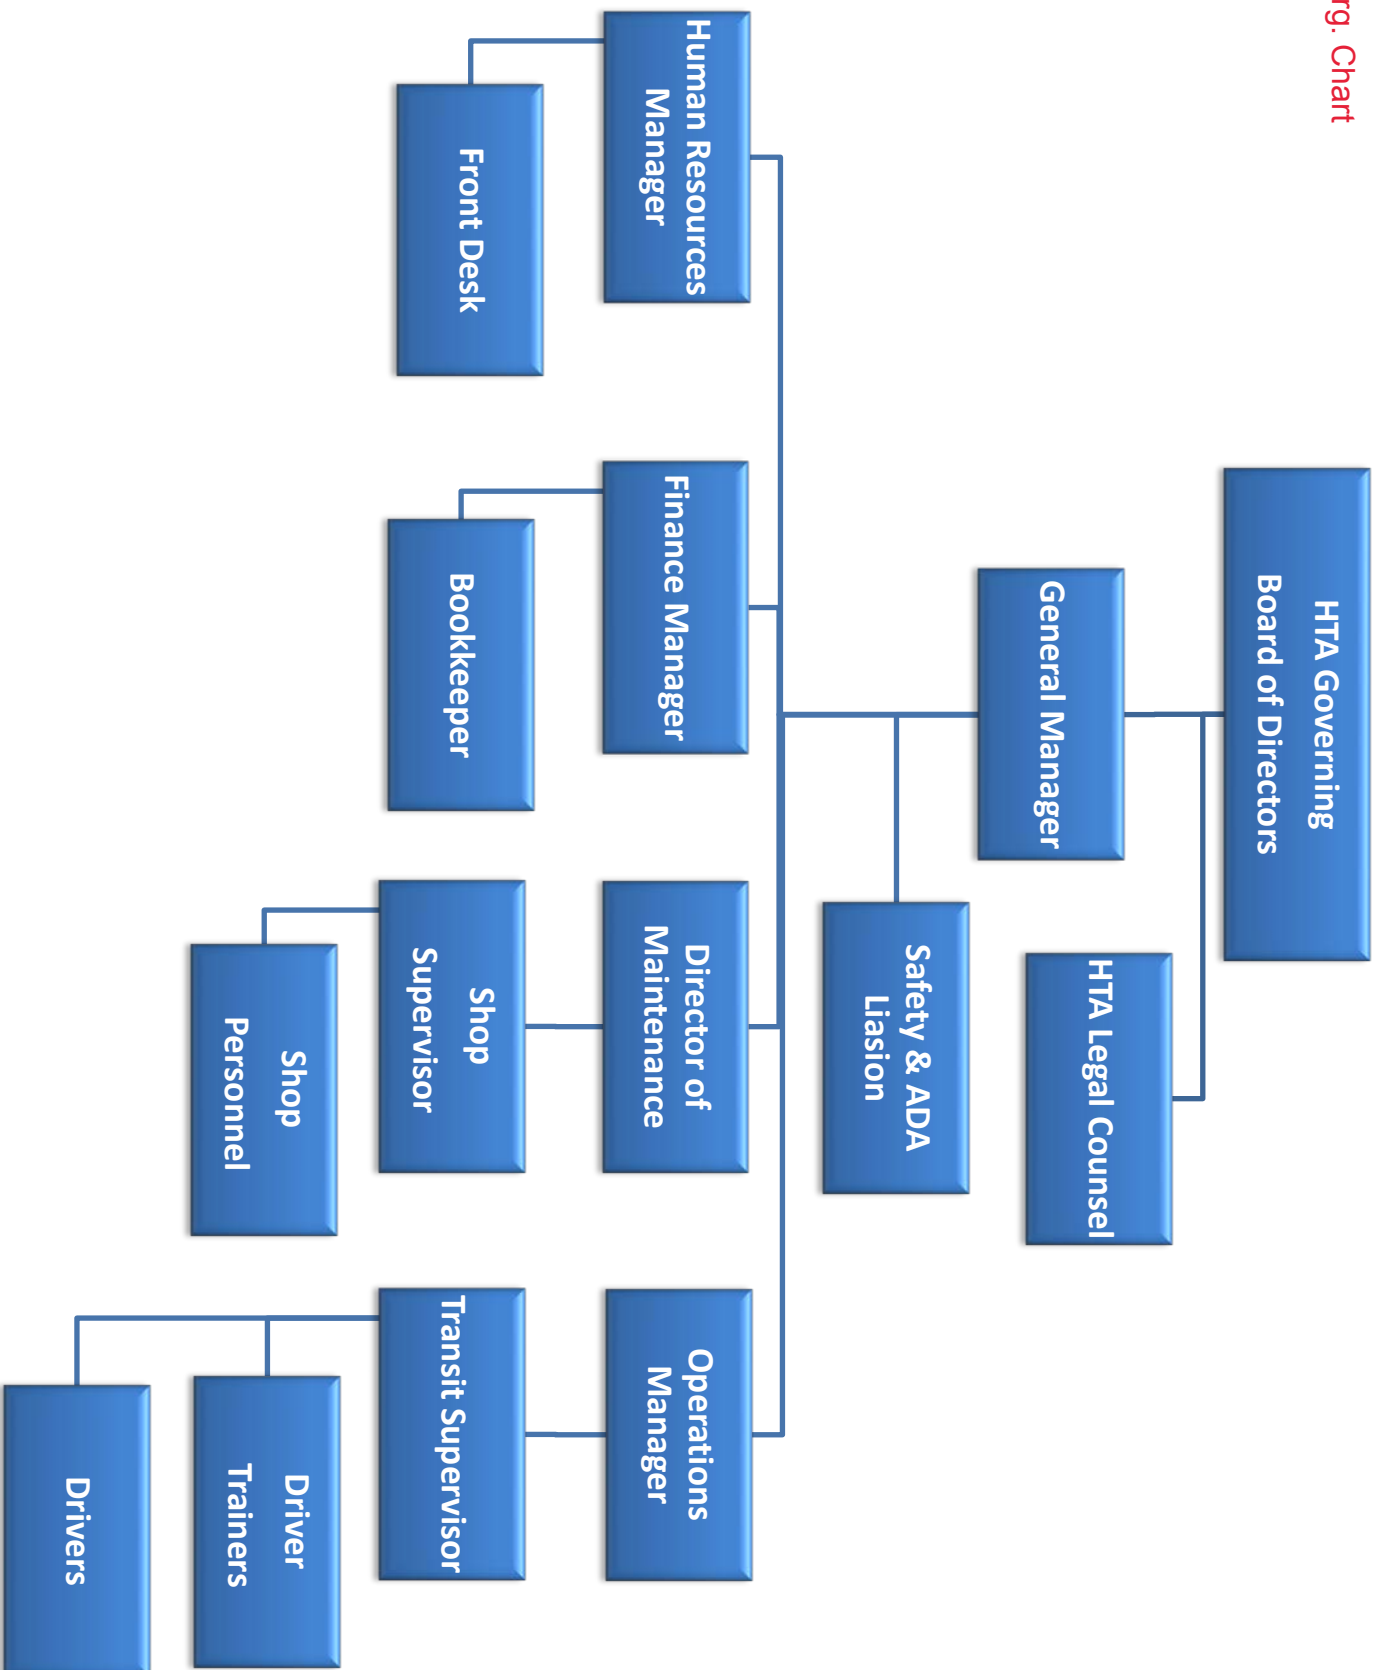 rg. Chart
HTA Governing
Board of Directors
HTA Legal Counsel
General Manager
Safety & ADA
Liasion
Human Resources
Manager
Finance Manager
Director of
Maintenance
Operations
Manager
Front Desk
Bookkeeper
Shop
Supervisor
Transit Supervisor
Shop
Personnel
Driver
Trainers
Drivers